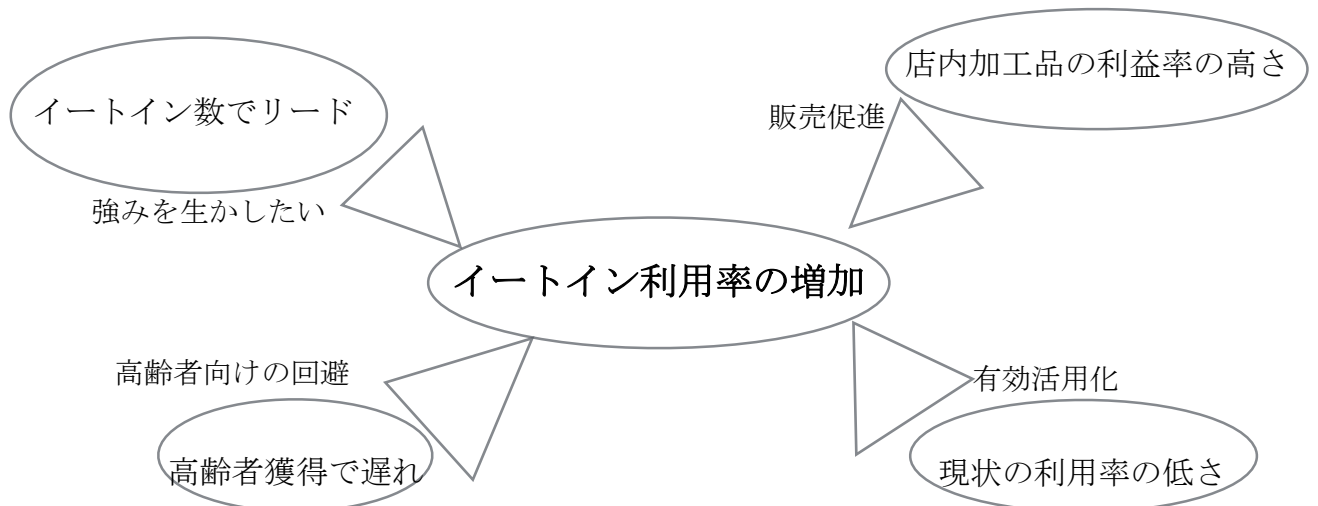 店内加工品の利益率の高さ
イートイン数でリード
販売促進
強みを生かしたい
イートイン利用率の増加
高齢者向けの回避
有効活用化
高齢者獲得で遅れ
現状の利用率の低さ